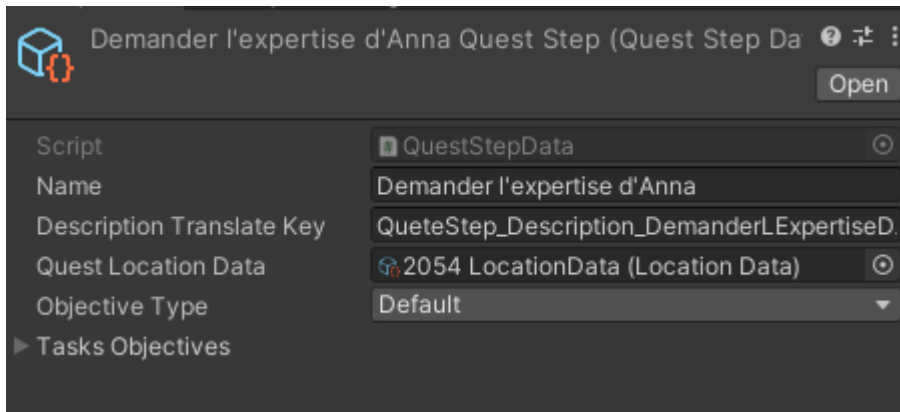 Demander l'expertise d'Anna Quest Step (Quest Step Da
Open
Script QuestStepData
Name Demander l'expertise d'Anna
Description Translate Key QueteStep_Description_DemanderLExpertiseD.
Quest Location Data 2054 LocationData (Location Data)
Objective Type Default
Tasks Objectives